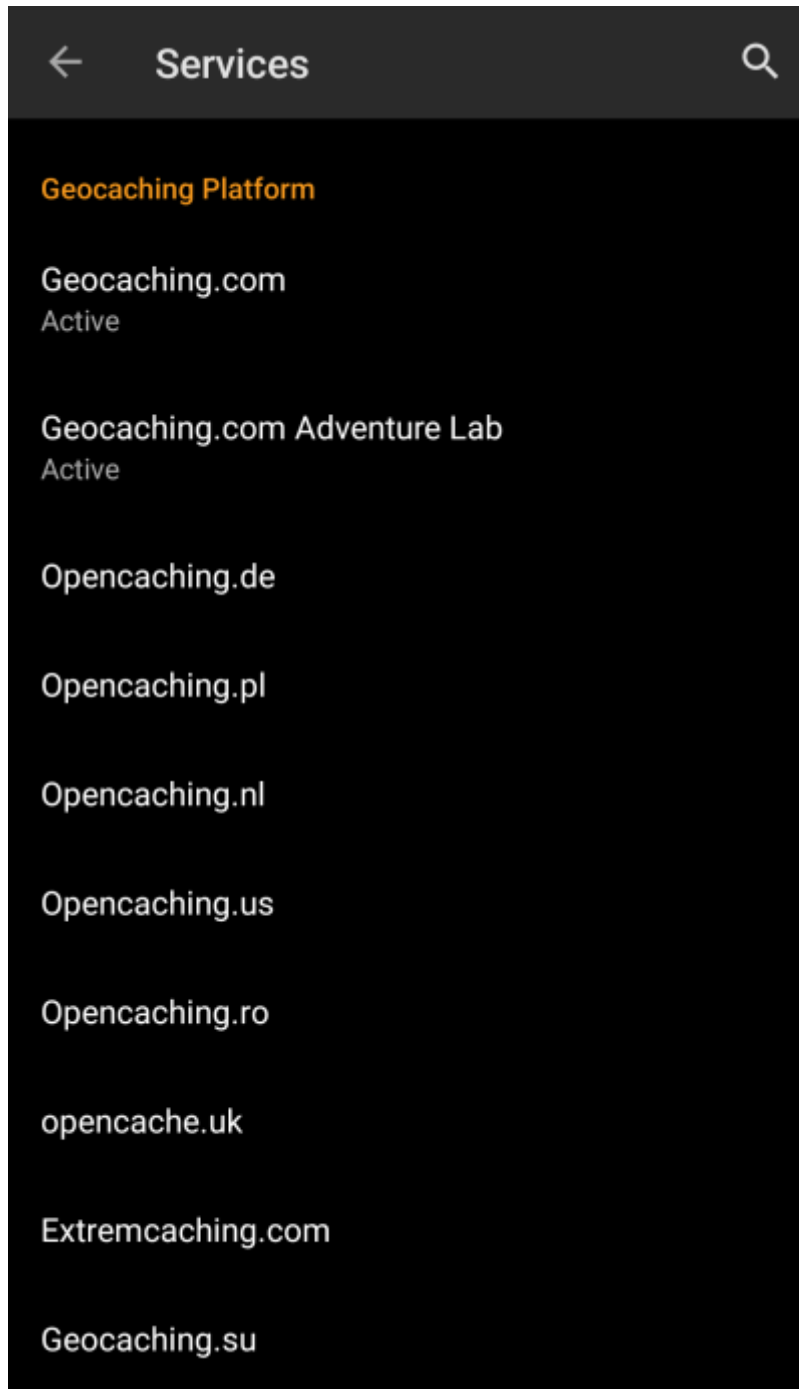 Services
Geocaching Platform
Geocaching.com
Active
Geocaching.com Adventure Lab
Active
Opencaching.de
Opencaching.pl
Opencaching.nl
Opencaching.us
Opencaching.ro
opencache.uk
Extremcaching.com
Geocaching.su